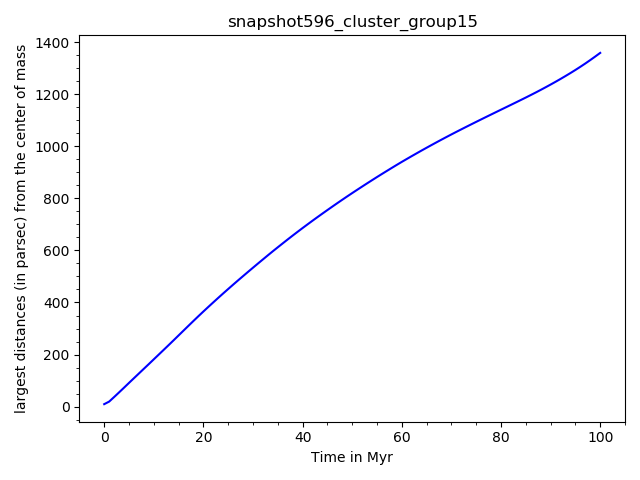 snapshot596_cluster_group15
largest distances (in parsec) from the center of mass
1400
1200
1000
800
600
400
200
0
0 20 40 60 80 100
Time in Myr